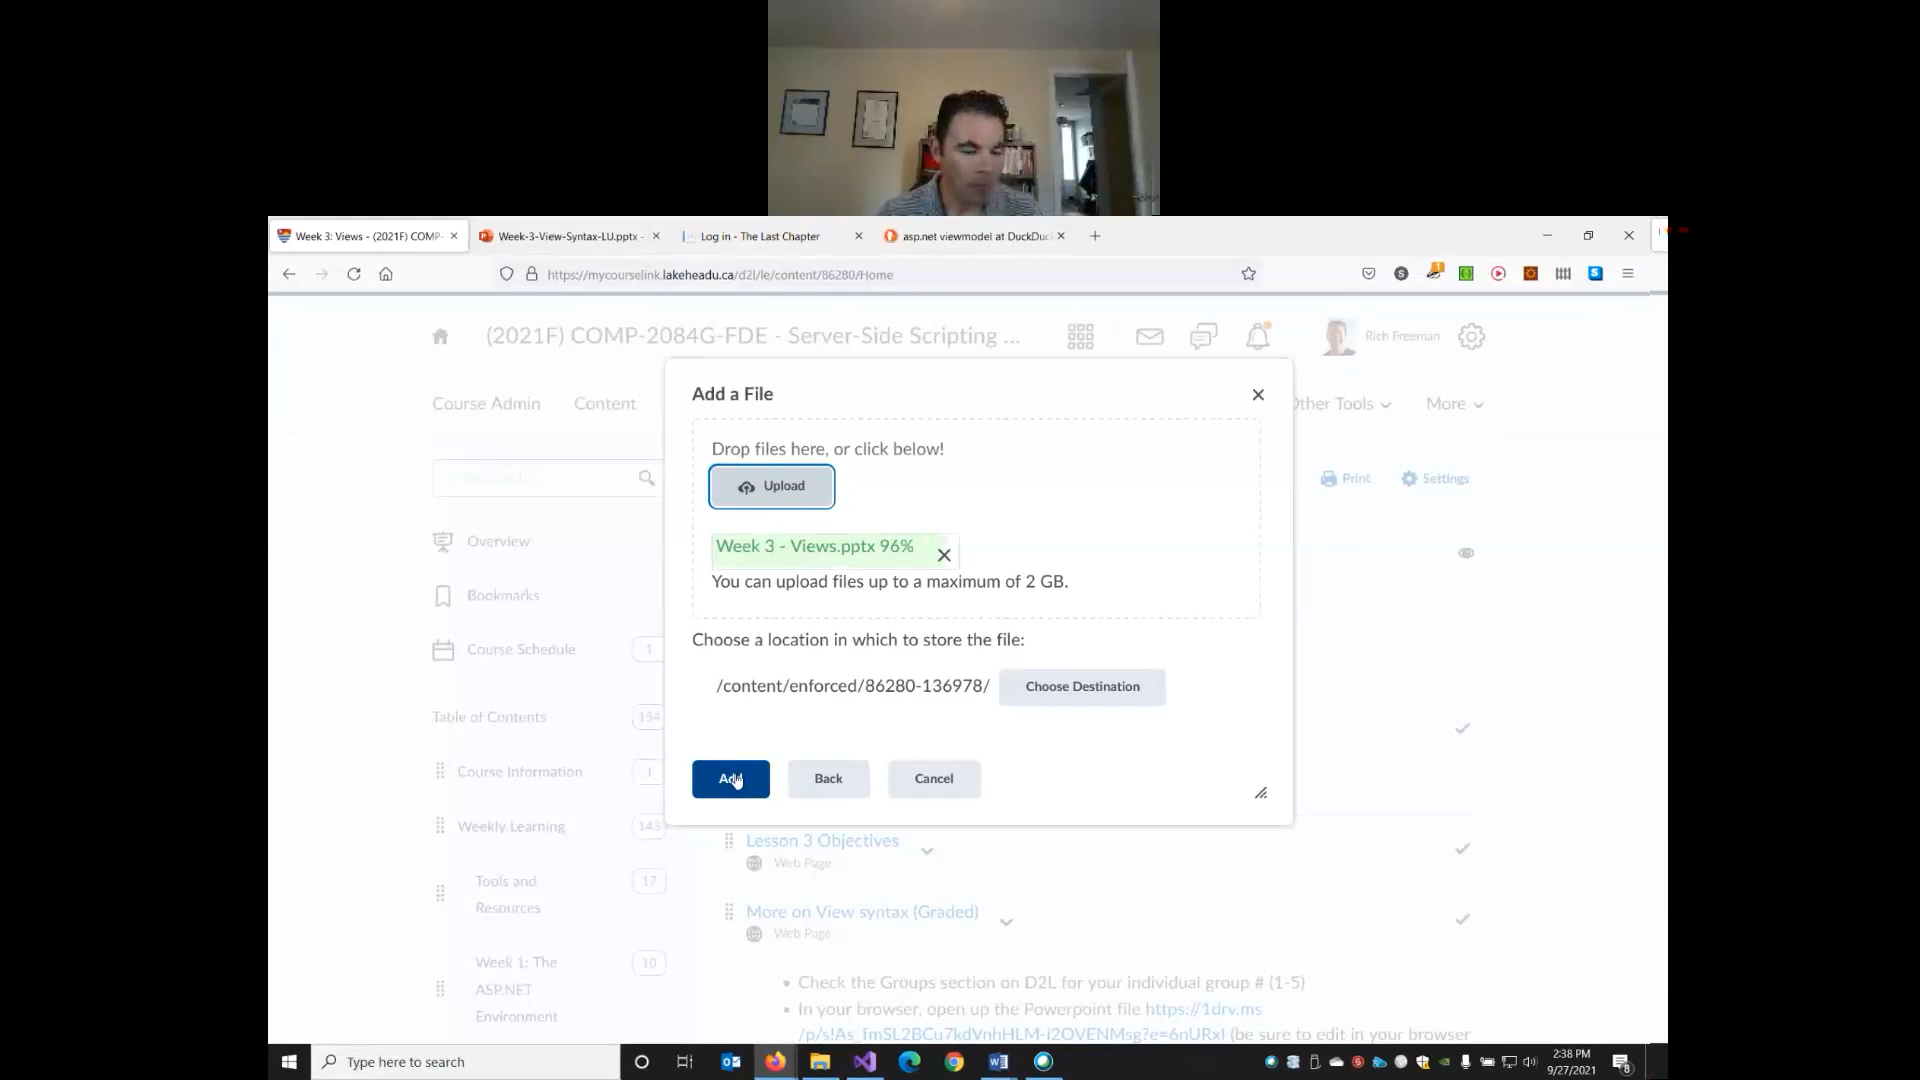 Week 3: Views - (2021F) COMP-
Week-3-View-Syntax-LU.pptx -
Log in - The Last Chapter
asp.net viewmodel at DuckDuc
https://mycourselink.lakeheadu.ca/d2l/le/content/86280/Home
(2021F) COMP-2084G-FDE - Server-Side Scripting ...
Rich Freeman
Course Admin
Content
Other Tools
More
Add a File
Drop files here, or click below!
Upload
Week 3 - Views.pptx 96%
You can upload files up to a maximum of 2 GB.
Choose a location in which to store the file:
/content/enforced/86280-136978/
Choose Destination
Add
Back
Cancel
Print
Settings
Overview
Bookmarks
Course Schedule
1
Table of Contents
154
Course Information
1
Weekly Learning
143
Tools and
Resources
17
Week 1: The
ASP.NET
Environment
10
Lesson 3 Objectives
Web Page
More on View syntax (Graded)
Web Page
Check the Groups section on D2L for your individual group # (1-5)
In your browser, open up the Powerpoint file https://1drv.ms
/p/s!As_fmSL2BCu7kdVnhHLM-i2OVENMsg?e=6nURxI (be sure to edit in your browser
Type here to search
2:38 PM
9/27/2021
8